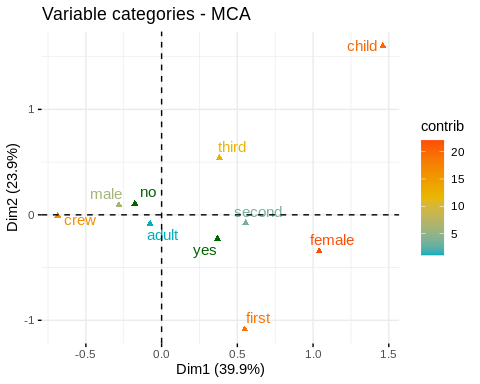 Variable categories - MCA
child
contrib
20
15
10
5
1
third
male
no
second
0
crew
adult
female
yes
first
-1
-0.5
0.0
0.5
1.0
1.5
Dim1 (39.9%)
Dim2 (23.9%)